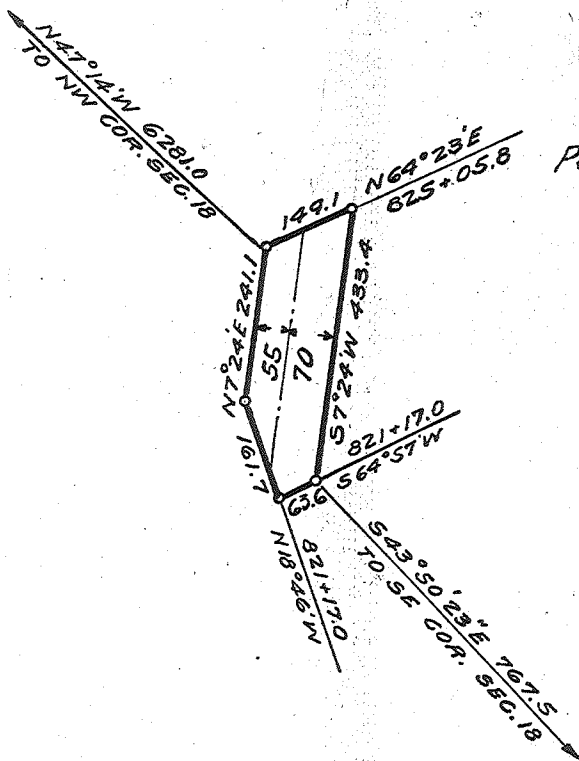 N47°14'W 6281.0
TO NW COR. SEC. 18
N64°23'E
825+05.8
149.1
N7°24'E 241.1
55
70
S7°24'W 433.4
161.7
63.6
821+17.0
S64°57'W
821+17.0
N18°46'W
S43°50'23"E 767.5
TO SE COR. SEC. 18